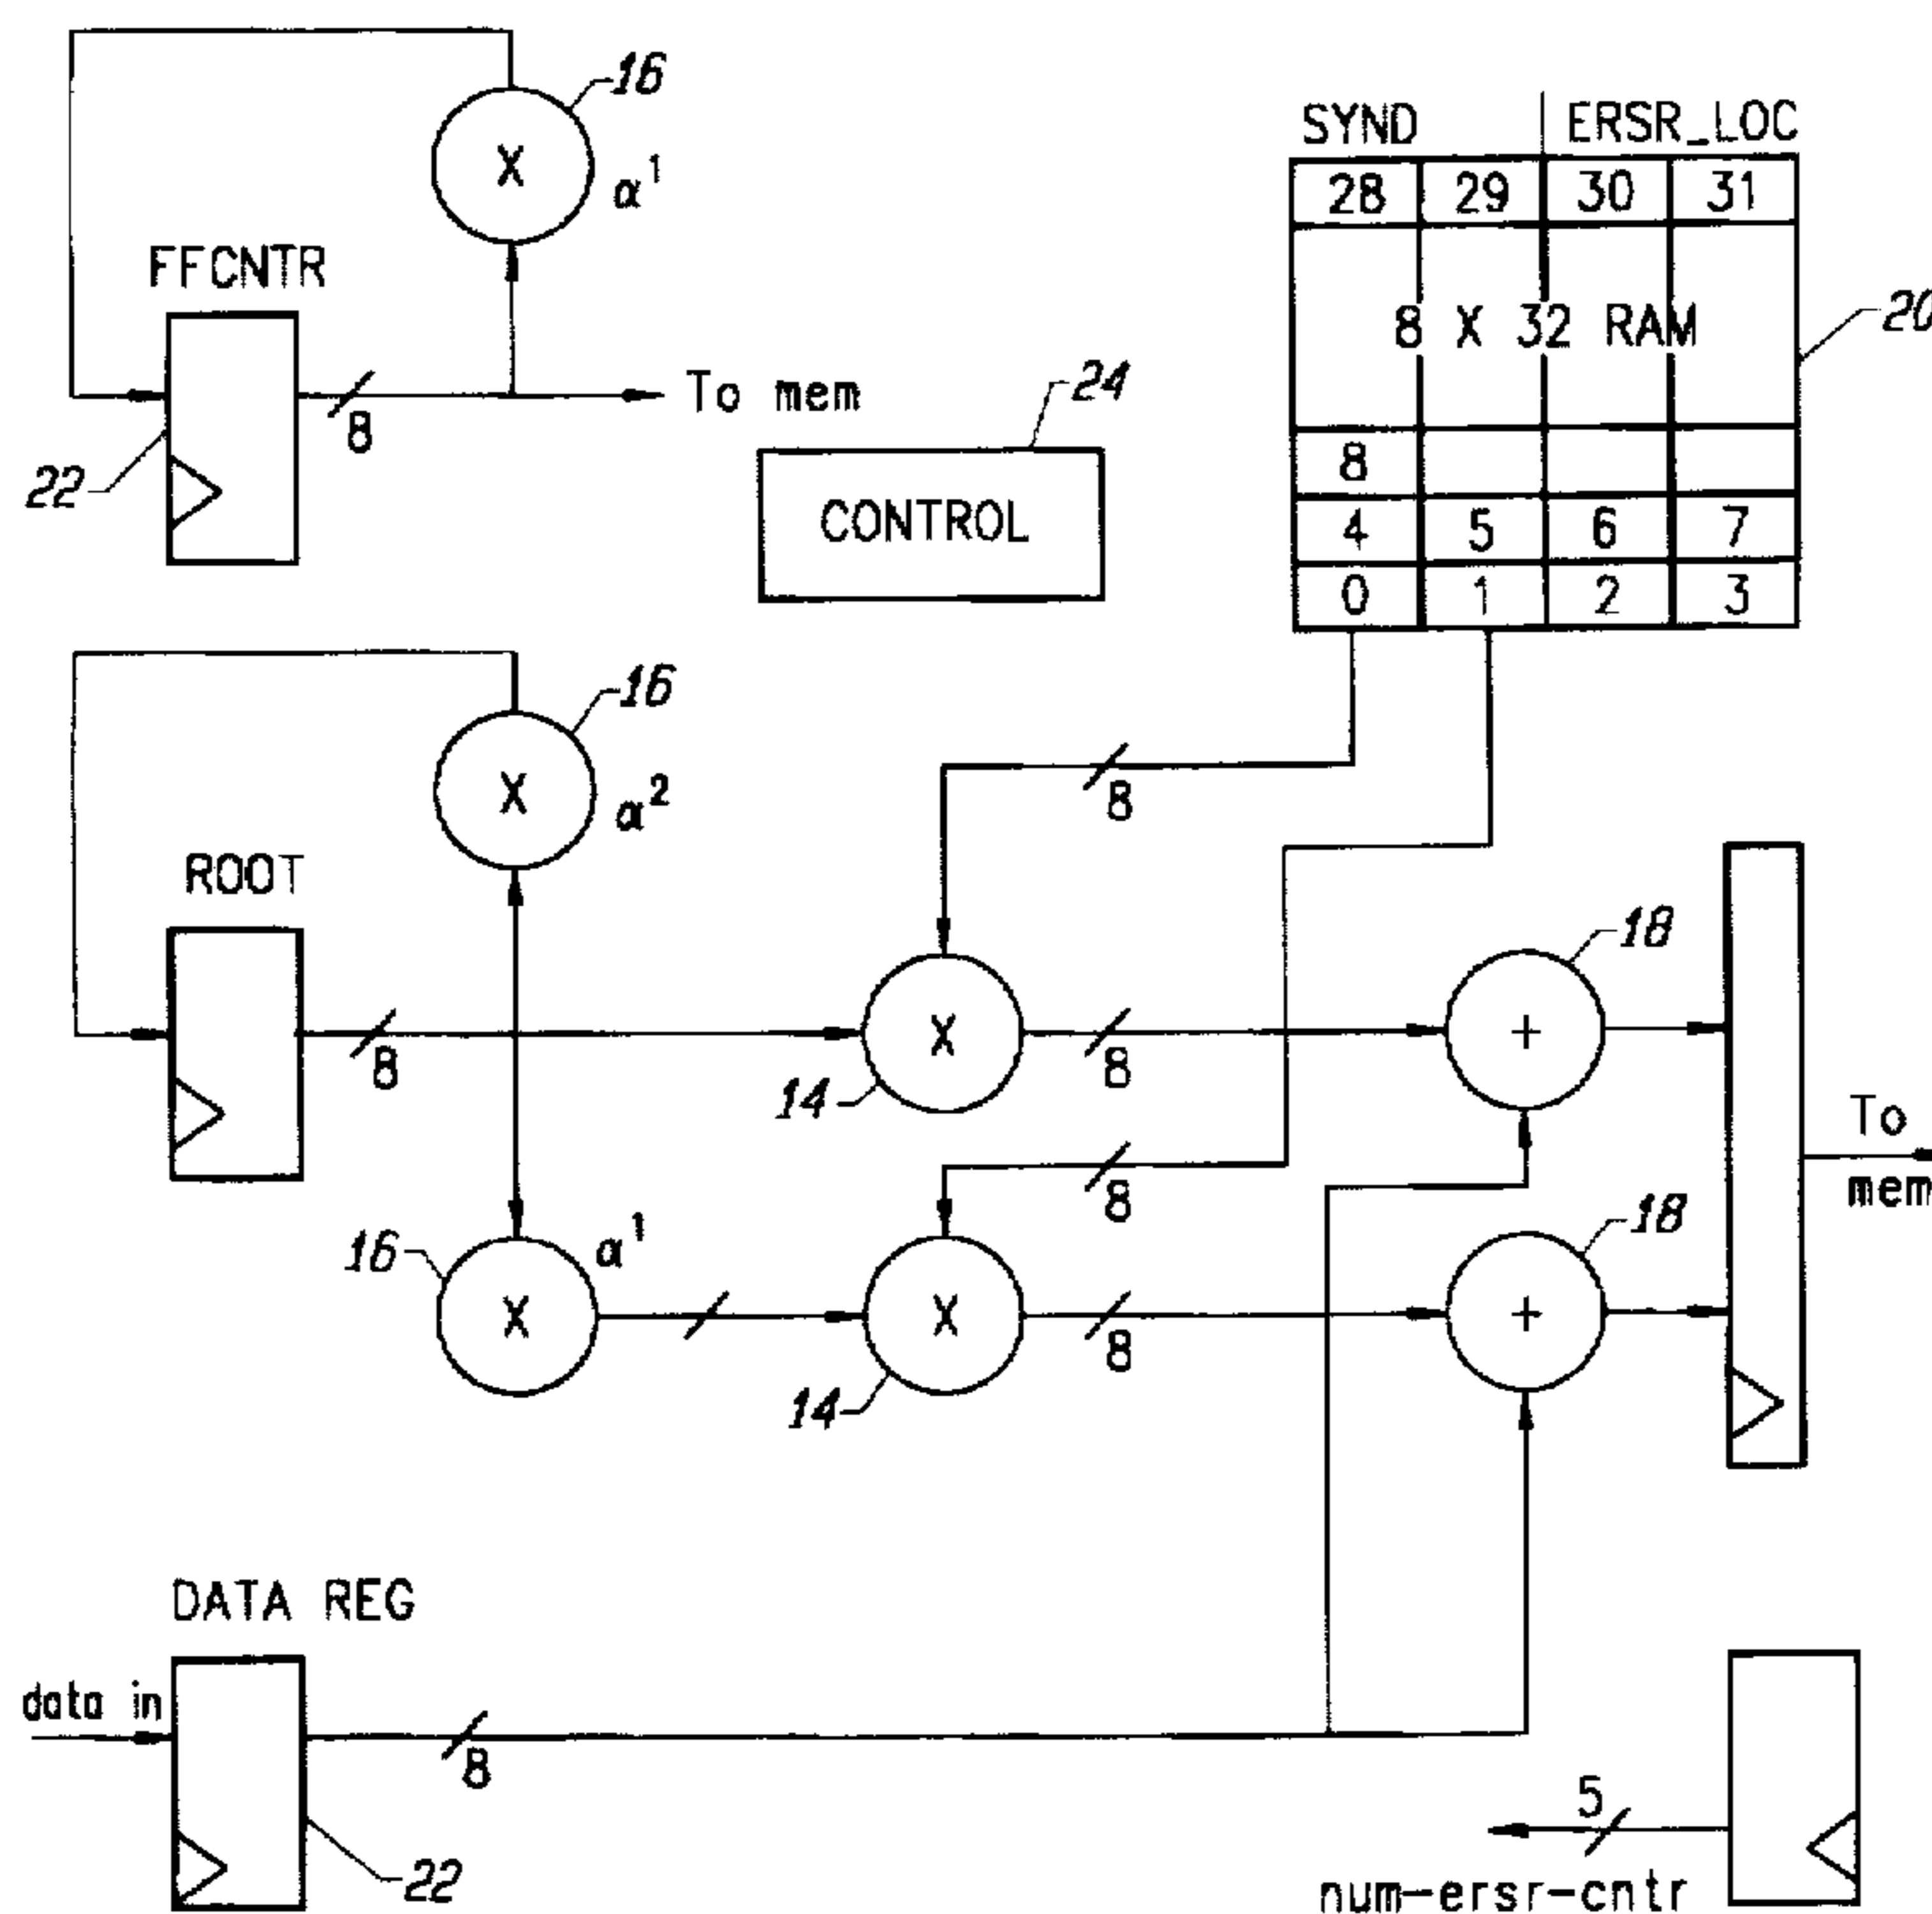 16
X
α¹
FFCNTR
8
To mem
22
SYND ERSR_LOC
28 29 30 31
8 X 32 RAM
20
8
4 5 6 7
0 1 2 3
24
CONTROL
16
X
α²
8
ROOT
8
X
14
8
18
+
To mem
8
16
α¹
X
X
14
8
18
+
DATA REG
data in
8
22
5
num-ersr-cntr